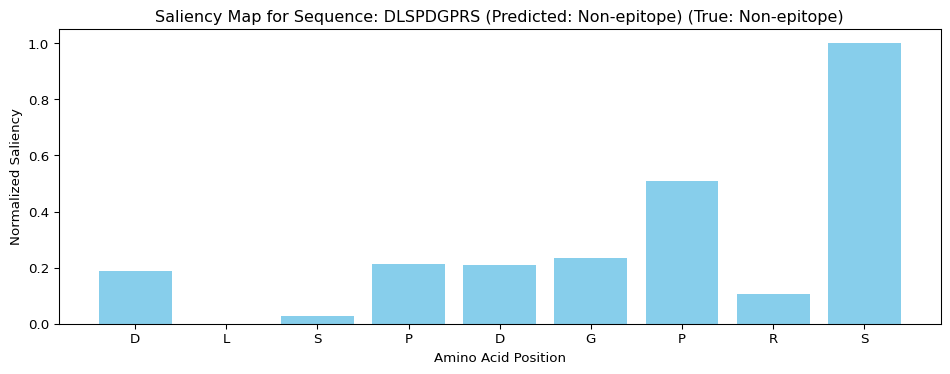 Saliency Map for Sequence: DLSPDGPRS (Predicted: Non-epitope) (True: Non-epitope)
Normalized Saliency
1.0
0.8
0.6
0.4
0.2
0.0
D L S P D G P R S
Amino Acid Position